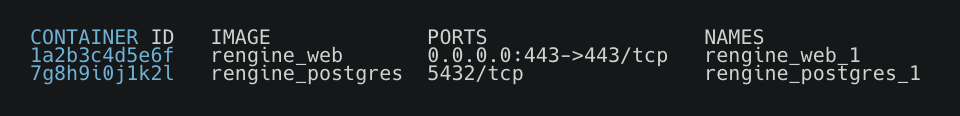 CONTAINER ID   IMAGE             PORTS                  NAMES
1a2b3c4d5e6f   rengine_web       0.0.0.0:443->443/tcp   rengine_web_1
7g8h9i0j1k2l   rengine_postgres  5432/tcp               rengine_postgres_1